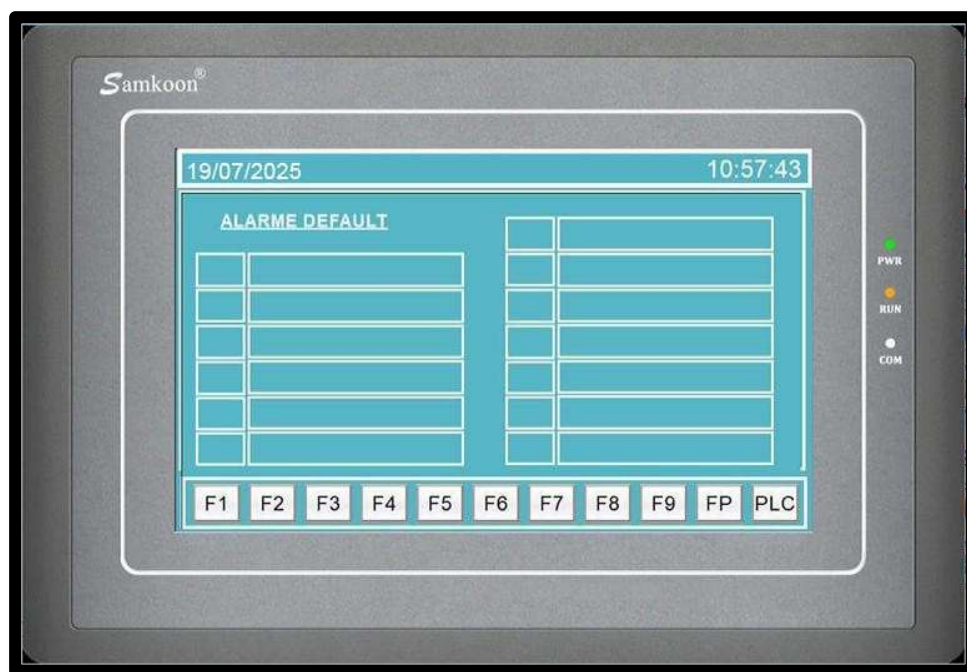 Samkoon®
19/07/2025 10:57:43
ALARME DEFAULT
PWR
RUN
COM
F1 F2 F3 F4 F5 F6 F7 F8 F9 FP PLC